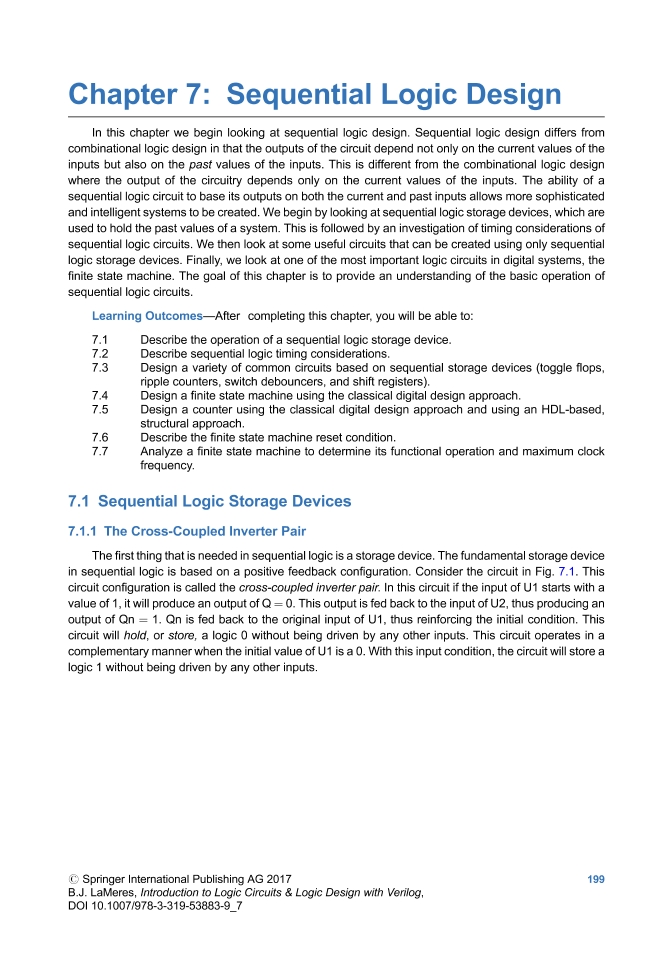 Chapter 7: Sequential Logic Design
In this chapter we begin looking at sequential logic design. Sequential logic design differs from
combinational logic design in that the outputs of the circuit depend not only on the current values of the
inputs but also on the past values of the inputs. This is different from the combinational logic design
where the output of the circuitry depends only on the current values of the inputs. The ability of a
sequential logic circuit to base its outputs on both the current and past inputs allows more sophisticated
and intelligent systems to be created. We begin by looking at sequential logic storage devices, which are
used to hold the past values of a system. This is followed by an investigation of timing considerations of
sequential logic circuits. We then look at some useful circuits that can be created using only sequential
logic storage devices. Finally, we look at one of the most important logic circuits in digital systems, the
finite state machine. The goal of this chapter is to provide an understanding of the basic operation of
sequential logic circuits.
Learning Outcomes—After completing this chapter, you will be able to:
7.1 Describe the operation of a sequential logic storage device.
7.2 Describe sequential logic timing considerations.
7.3 Design a variety of common circuits based on sequential storage devices (toggle flops,
ripple counters, switch debouncers, and shift registers).
7.4 Design a finite state machine using the classical digital design approach.
7.5 Design a counter using the classical digital design approach and using an HDL-based,
structural approach.
7.6 Describe the finite state machine reset condition.
7.7 Analyze a finite state machine to determine its functional operation and maximum clock
frequency.
7.1 Sequential Logic Storage Devices
7.1.1 The Cross-Coupled Inverter Pair
The first thing that is needed in sequential logic is a storage device. The fundamental storage device
in sequential logic is based on a positive feedback configuration. Consider the circuit in Fig. 7.1. This
circuit configuration is called the cross-coupled inverter pair. In this circuit if the input of U1 starts with a
value of 1, it will produce an output of Q = 0. This output is fed back to the input of U2, thus producing an
output of Qn = 1. Qn is fed back to the original input of U1, thus reinforcing the initial condition. This
circuit will hold, or store, a logic 0 without being driven by any other inputs. This circuit operates in a
complementary manner when the initial value of U1 is a 0. With this input condition, the circuit will store a
logic 1 without being driven by any other inputs.
© Springer International Publishing AG 2017 199
B.J. LaMeres, Introduction to Logic Circuits & Logic Design with Verilog,
DOI 10.1007/978-3-319-53883-9_7